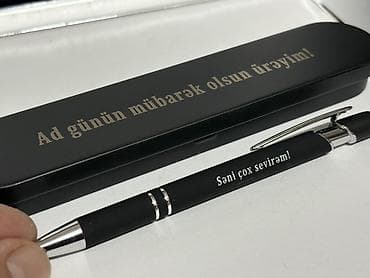 Ad günün mübarək olsun ürəyim!
Səni çox sevirəm!